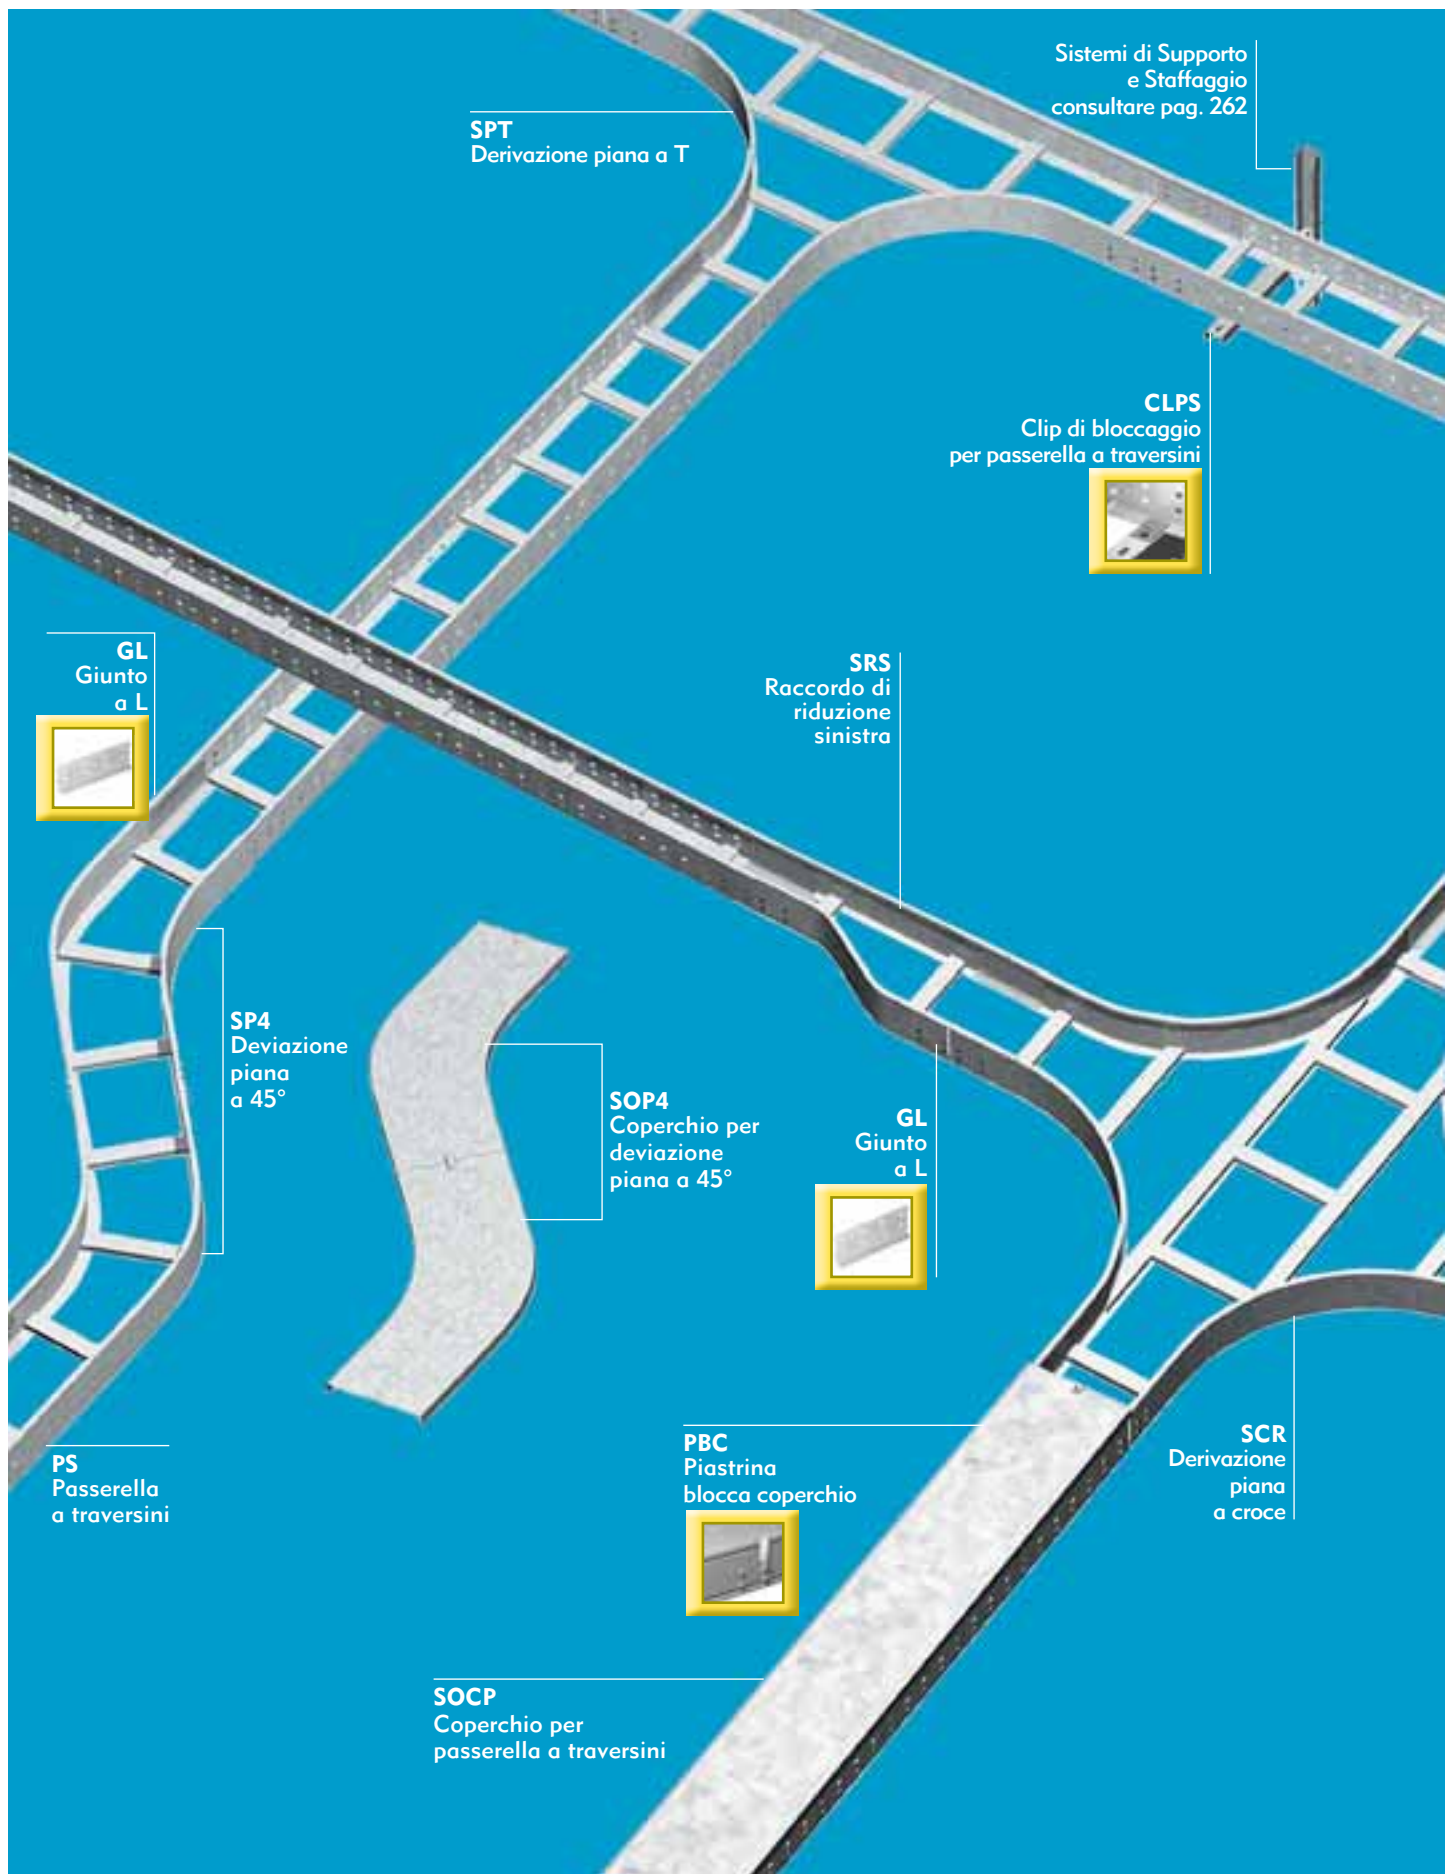 Sistemi di Supporto
e Staffaggio
consultare pag. 262
SPT
Derivazione piana a T
CLPS
Clip di bloccaggio
per passerella a traversini
GL
Giunto
a L
SRS
Raccordo di
riduzione
sinistra
SP4
Deviazione
piana
a 45°
SOP4
Coperchio per
deviazione
piana a 45°
GL
Giunto
a L
PS
Passerella
a traversini
PBC
Piastrina
blocca coperchio
SCR
Derivazione
piana
a croce
SOCP
Coperchio per
passerella a traversini